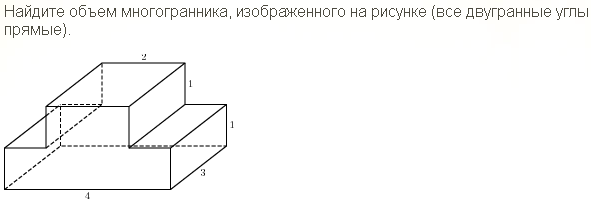 Найдите объем многогранника, изображенного на рисунке (все двугранные углы
прямые).
2
1
1
3
4